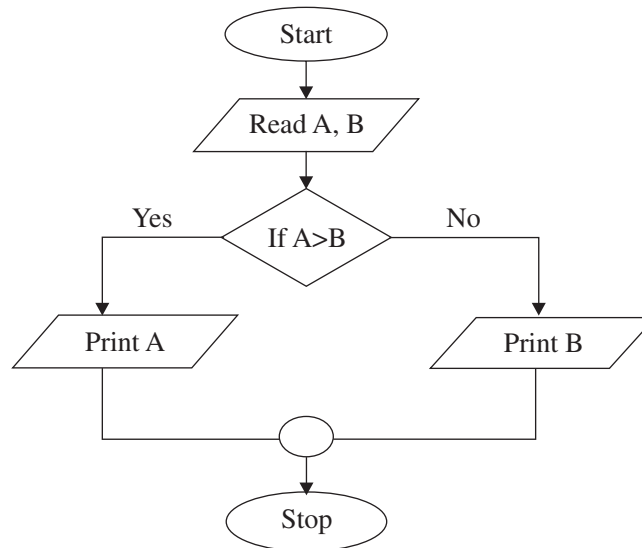 Start
Read A, B
Yes
If A>B
No
Print A
Print B
Stop